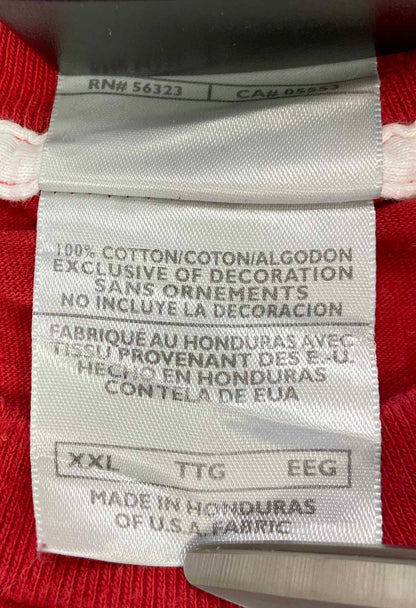 RN# 56323 CA# 05553
100% COTTON/COTON/ALGODON
EXCLUSIVE OF DECORATION
SANS ORNEMENTS
NO INCLUYE LA DECORACION
FABRIQUÉ AU HONDURAS AVEC
TISSU PROVENANT DES É.-U.
HECHO EN HONDURAS
CON TELA DE EUA
XXL TTG EEG
MADE IN HONDURAS
OF U.S.A. FABRIC